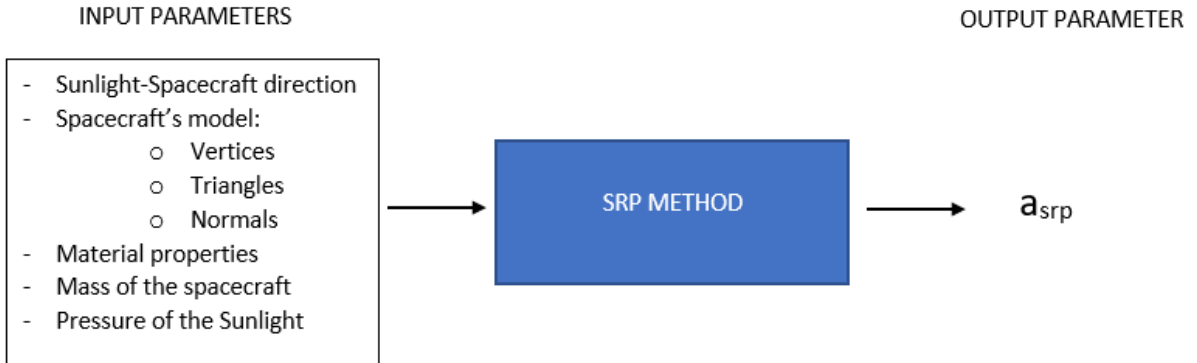 INPUT PARAMETERS
OUTPUT PARAMETER
- Sunlight-Spacecraft direction
- Spacecraft's model:
o Vertices
o Triangles
o Normals
- Material properties
- Mass of the spacecraft
- Pressure of the Sunlight
SRP METHOD
asrp